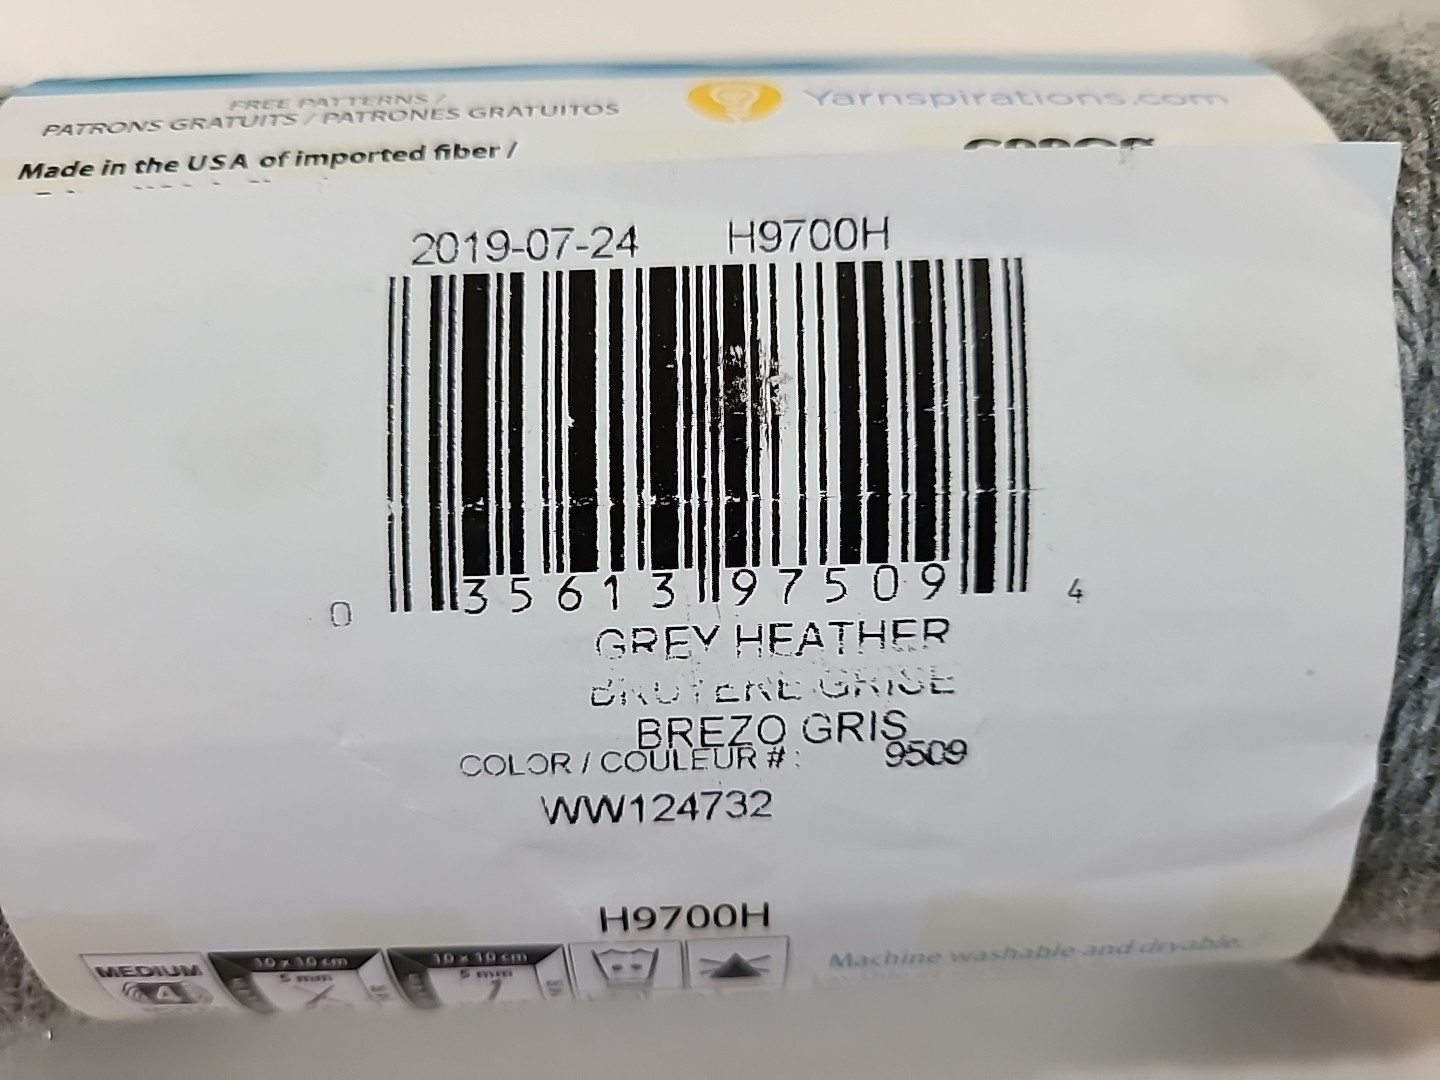 FREE PATTERNS /
PATRONS GRATUITS / PATRONES GRATUITOS
Yarnspirations.com
Made in the USA of imported fiber /
2019-07-24 H9700H
0 35613 97509 4
GREY HEATHER
BRUYERE GRISE
BREZO GRIS
COLOR / COULEUR # : 9509
WW124732
H9700H
MEDIUM
4
10 x 10 cm
5 mm
10 x 10 cm
5 mm
Machine washable and dryable. /